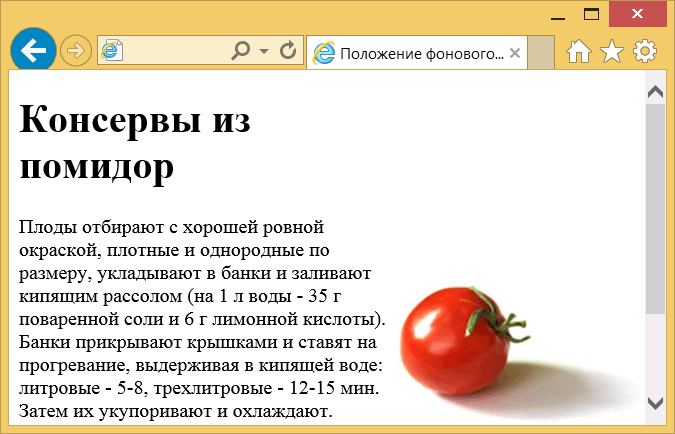 Положение фонового...
Консервы из
помидор
Плоды отбирают с хорошей ровной
окраской, плотные и однородные по
размеру, укладывают в банки и заливают
кипящим рассолом (на 1 л воды - 35 г
поваренной соли и 6 г лимонной кислоты).
Банки прикрывают крышками и ставят на
прогревание, выдерживая в кипящей воде:
литровые - 5-8, трехлитровые - 12-15 мин.
Затем их укупоривают и охлаждают.